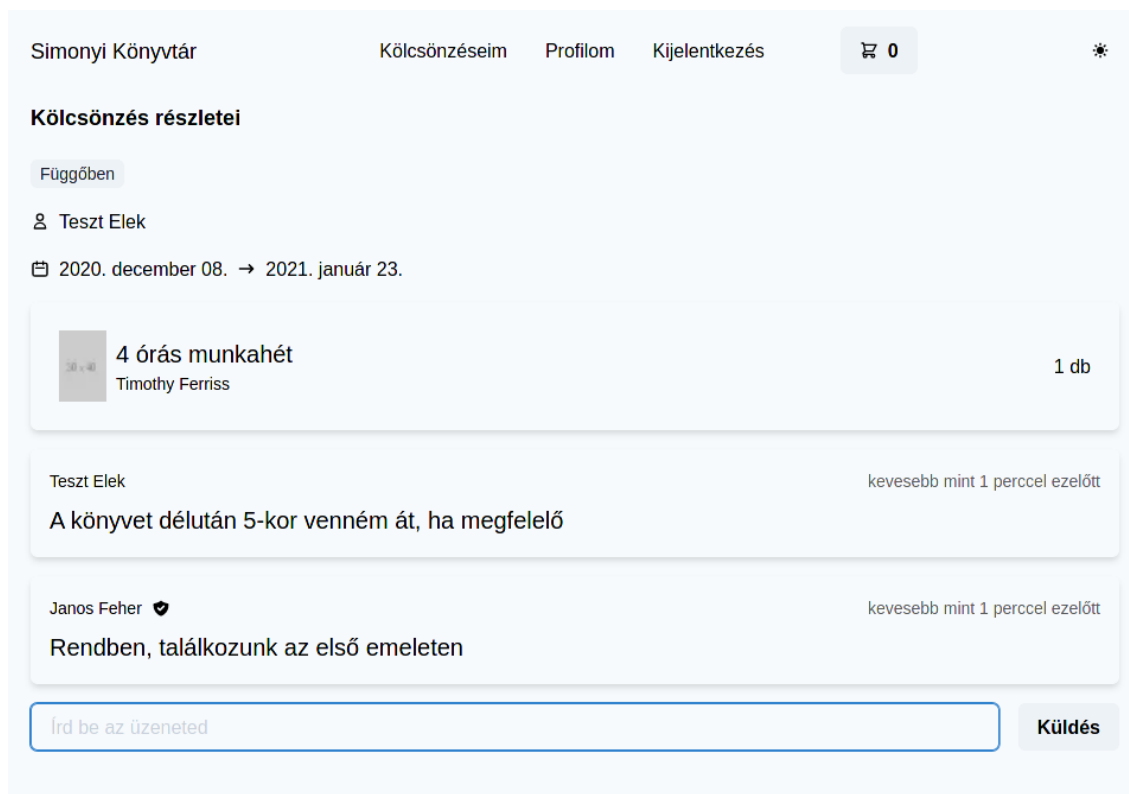 Simonyi Könyvtár Kölcsönzéseim Profilom Kijelentkezés 0
Kölcsönzés részletei
Függőben
Teszt Elek
2020. december 08. → 2021. január 23.
4 órás munkahét
Timothy Ferriss
1 db
Teszt Elek kevesebb mint 1 perccel ezelőtt
A könyvet délután 5-kor venném át, ha megfelelő
Janos Feher kevesebb mint 1 perccel ezelőtt
Rendben, találkozunk az első emeleten
Írd be az üzeneted Küldés